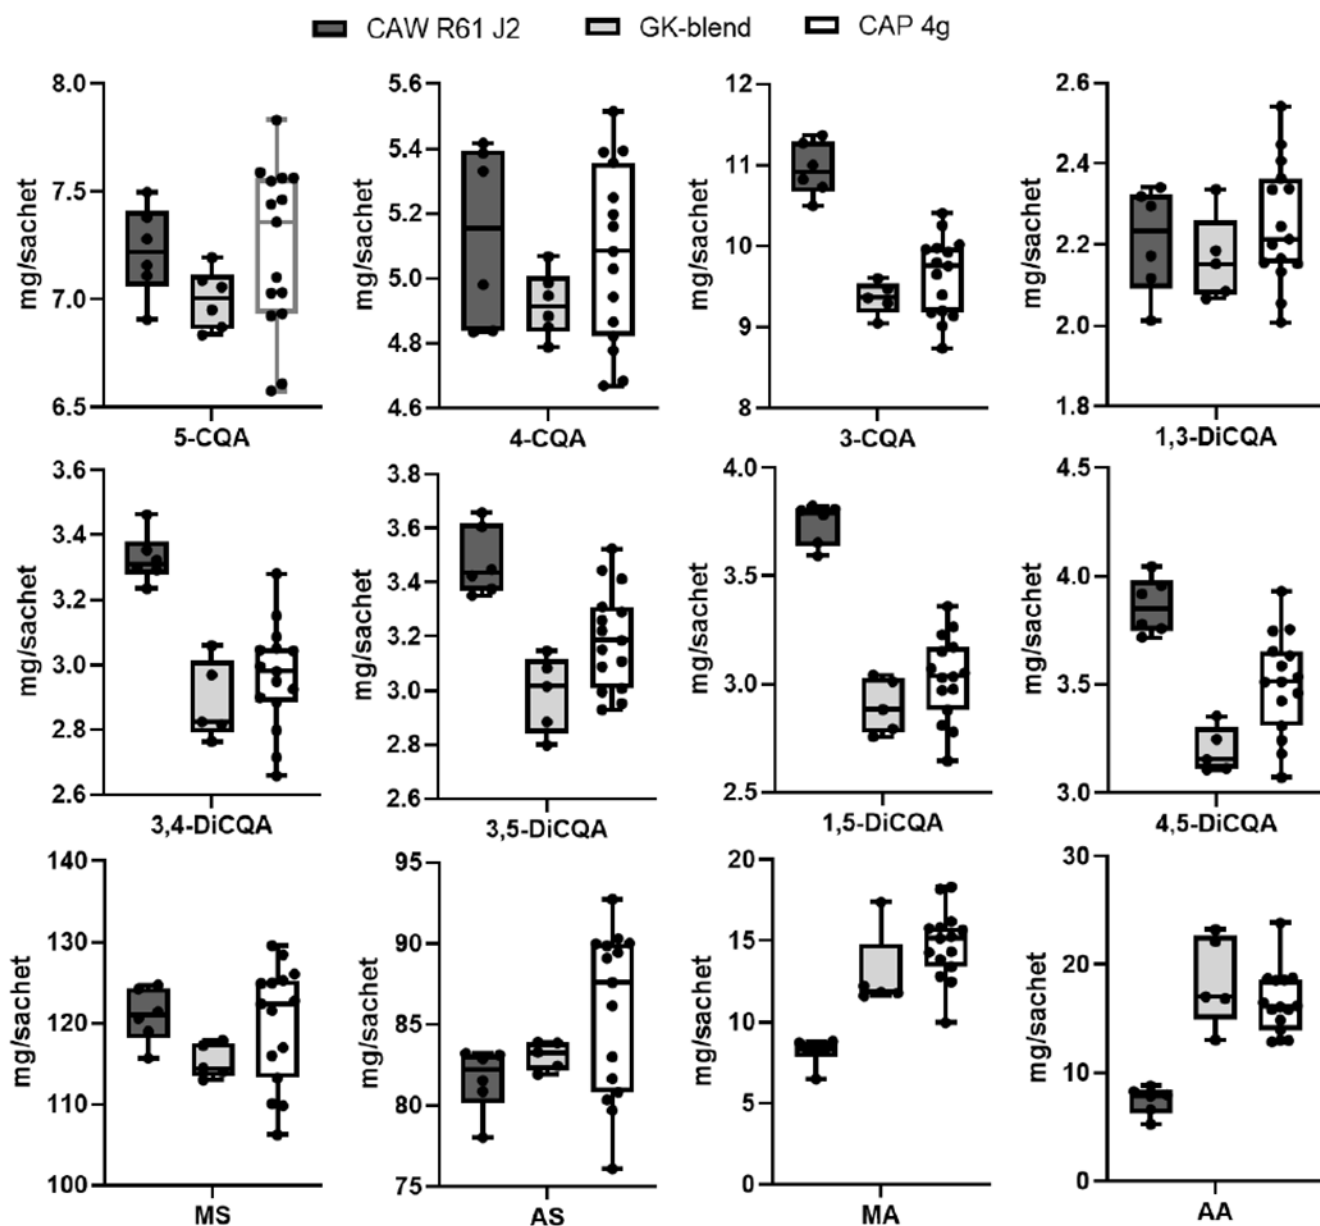 CAW R61 J2 GK-blend CAP 4g
8.0 5.6 12 2.6
7.5 5.4 11 2.4
5.2 10 2.2
7.0 5.0 9 2.0
4.8
6.5 4.6 8 1.8
mg/sachet mg/sachet mg/sachet mg/sachet
5-CQA 4-CQA 3-CQA 1,3-DiCQA
3.6 3.8 4.0 4.5
3.4 3.6 3.5 4.0
3.2 3.4
3.0 3.2 3.0 3.5
2.8 3.0
2.8
2.6 2.6 2.5 3.0
mg/sachet mg/sachet mg/sachet mg/sachet
3,4-DiCQA 3,5-DiCQA 1,5-DiCQA 4,5-DiCQA
140 95 20 30
130 90 15 20
120 85 10
110 80 5 10
100 75 0 0
mg/sachet mg/sachet mg/sachet mg/sachet
MS AS MA AA